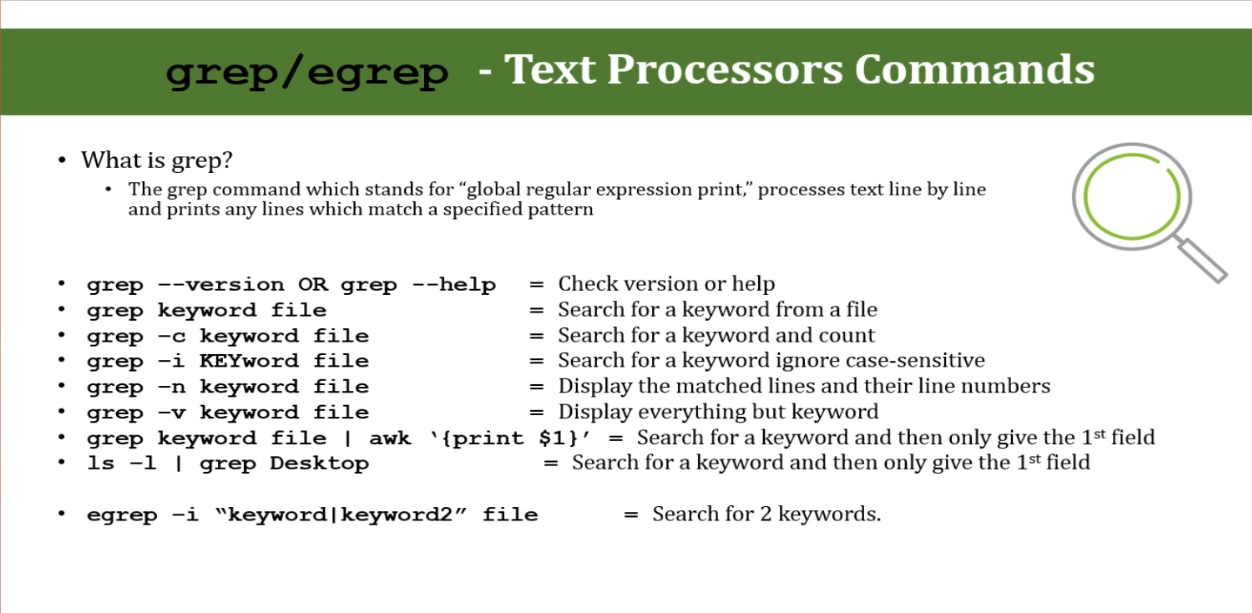 grep/egrep - Text Processors Commands
• What is grep?
• The grep command which stands for “global regular expression print,” processes text line by line
and prints any lines which match a specified pattern
• grep --version OR grep --help = Check version or help
• grep keyword file = Search for a keyword from a file
• grep –c keyword file = Search for a keyword and count
• grep –i KEYword file = Search for a keyword ignore case-sensitive
• grep –n keyword file = Display the matched lines and their line numbers
• grep –v keyword file = Display everything but keyword
• grep keyword file | awk ‘{print $1}’ = Search for a keyword and then only give the 1st field
• ls –l | grep Desktop = Search for a keyword and then only give the 1st field
• egrep –i “keyword|keyword2” file = Search for 2 keywords.